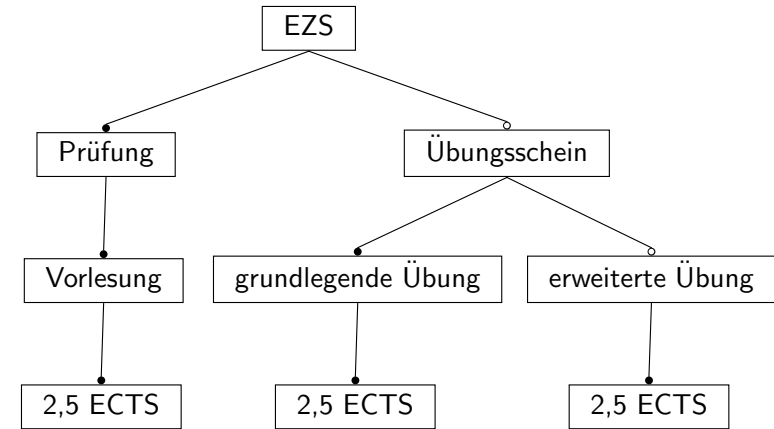 EZS
Prüfung
Übungsschein
Vorlesung
grundlegende Übung
erweiterte Übung
2,5 ECTS
2,5 ECTS
2,5 ECTS